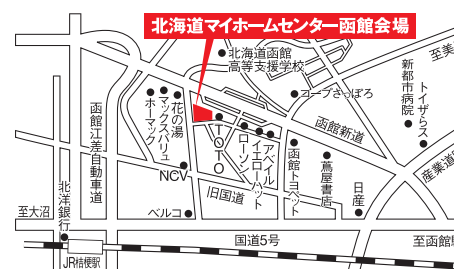 北海道マイホームセンター函館会場
北海道函館
高等支援学校
至美
コープさっぽろ
新都市病院
トイザらス
ホーマック
マックスバリュ
花の湯
TOTO
ローソン
イエローハット
アベイル
函館新道
函館トヨペット
蔦屋書店
日産
産業道
函館江差自動車道
NCV
旧国道
ベルコ
至大沼
北洋銀行
国道5号
至函館
JR桔梗駅